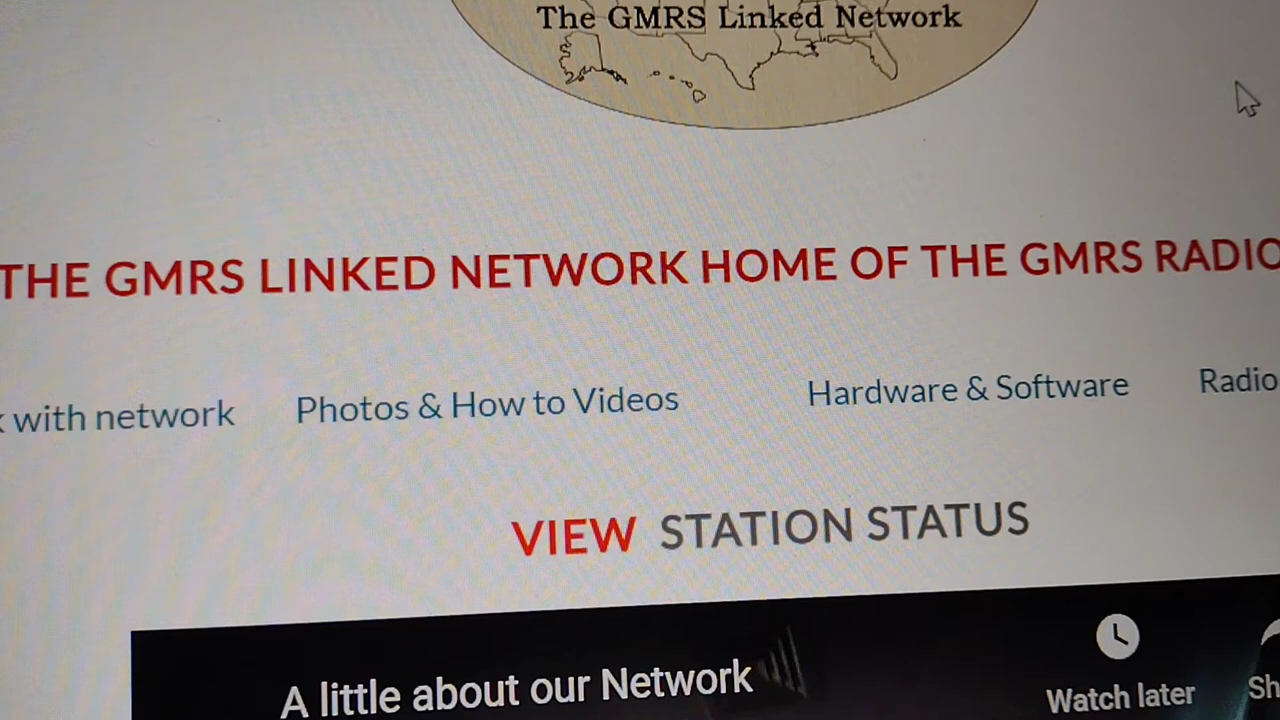 The GMRS Linked Network
THE GMRS LINKED NETWORK HOME OF THE GMRS RADIO
with network Photos & How to Videos Hardware & Software Radio
VIEW STATION STATUS
A little about our Network
Watch later